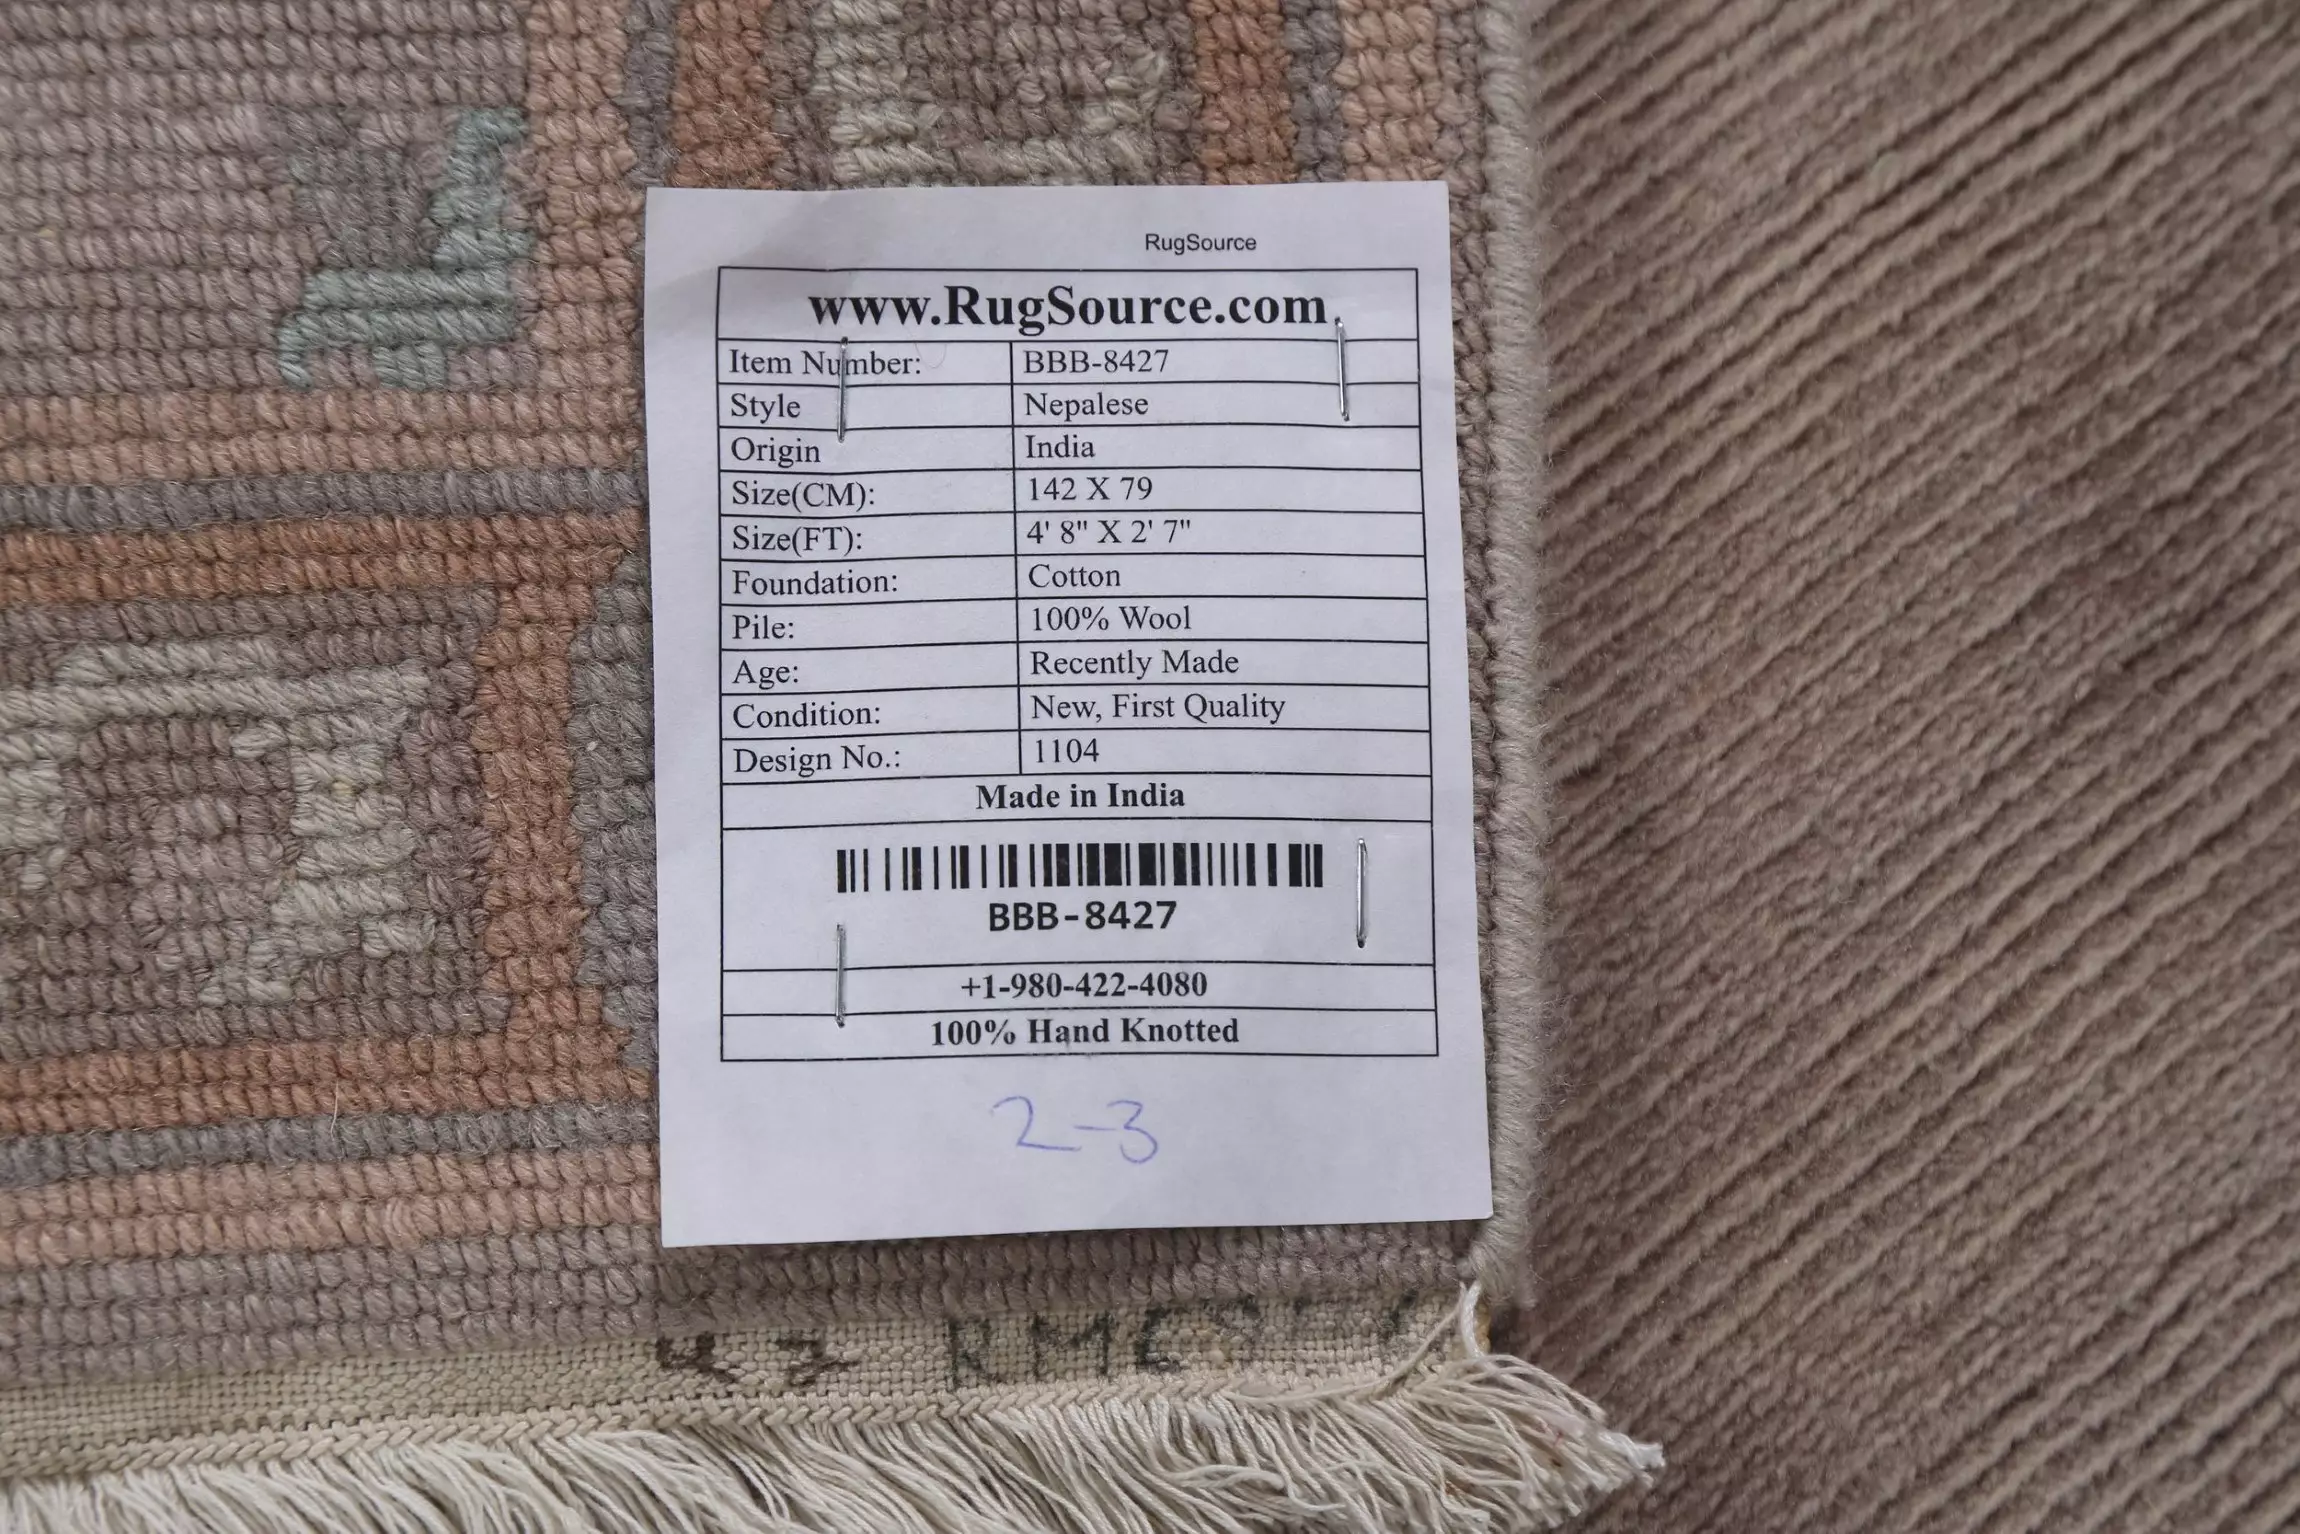 RugSource
www.RugSource.com
Item Number: BBB-8427
Style Nepalese
Origin India
Size(CM): 142 X 79
Size(FT): 4' 8" X 2' 7"
Foundation: Cotton
Pile: 100% Wool
Age: Recently Made
Condition: New, First Quality
Design No.: 1104
Made in India
BBB-8427
+1-980-422-4080
100% Hand Knotted
2-3